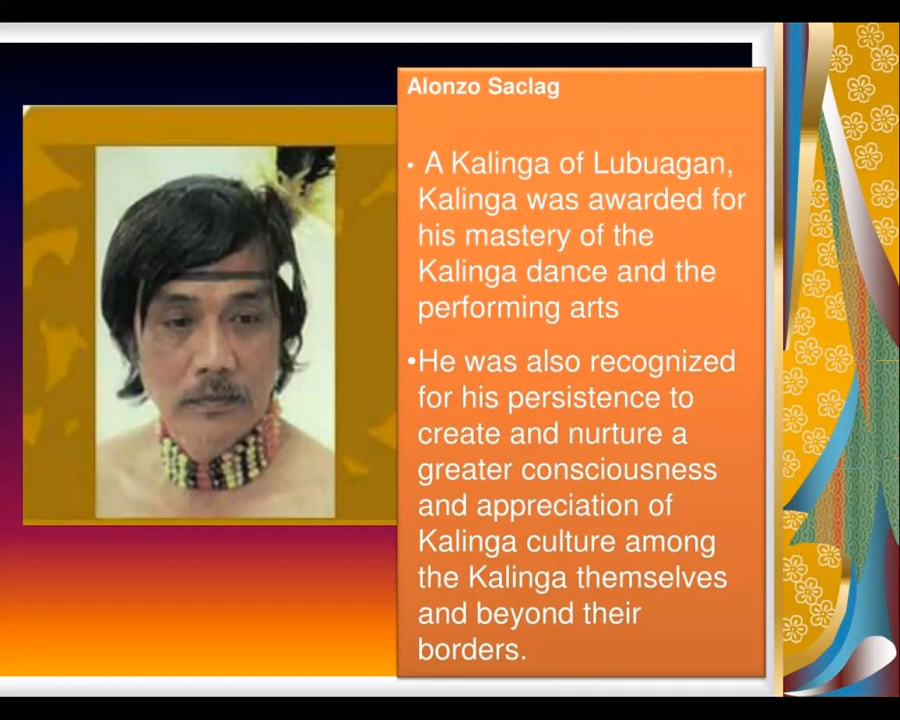 Alonzo Saclag
• A Kalinga of Lubuagan,
Kalinga was awarded for
his mastery of the
Kalinga dance and the
performing arts
•He was also recognized
for his persistence to
create and nurture a
greater consciousness
and appreciation of
Kalinga culture among
the Kalinga themselves
and beyond their
borders.